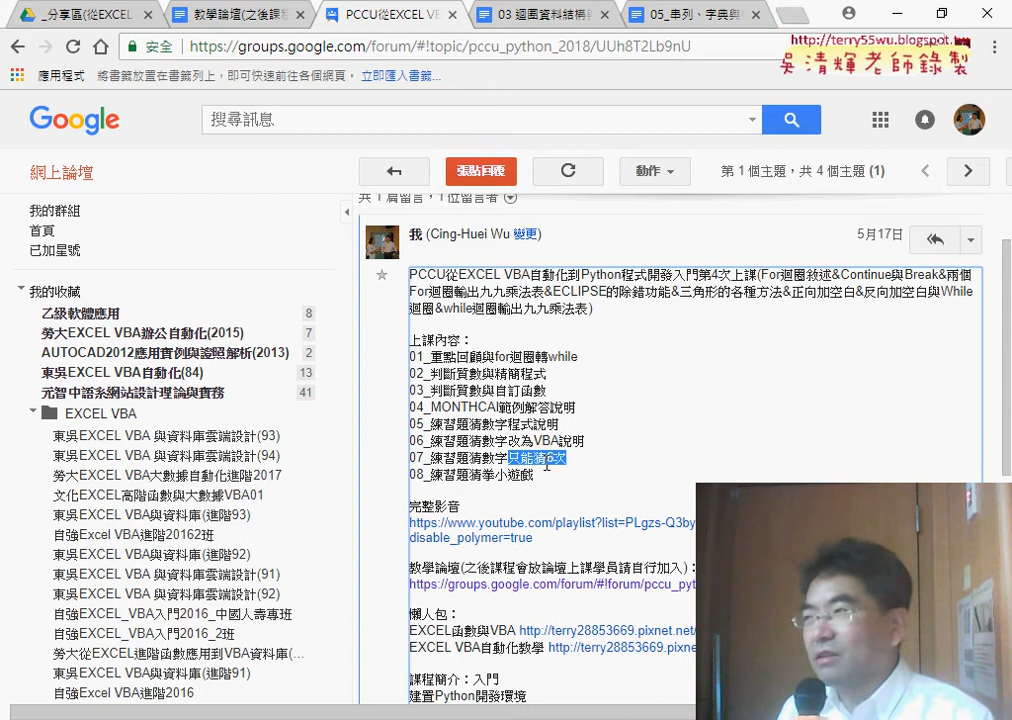 _分享區(從EXCEL
教學論壇(之後課
PCCU從EXCEL VB
03 迴圈資料結構
05_串列、字典與
安全
https://groups.google.com/forum/#!topic/pccu_python_2018/UUh8T2Lb9nU
http://terry55wu.blogspot.tw
吳清輝老師錄製
應用程式
將書籤放置在書籤列上，即可快速前往各個網頁。
立即匯入書籤...
Google
搜尋訊息
網上論壇
張貼回覆
動作
第 1 個主題，共 4 個主題 (1)
共 1 篇留言，1 位留言者
我的群組
首頁
已加星號
我的收藏
乙級軟體應用 8
勞大EXCEL VBA辦公自動化(2015) 7
AUTOCAD2012應用實例與證照解析(2013) 2
東吳EXCEL VBA自動化(84) 13
元智中語系網站設計理論與實務 41
EXCEL VBA
東吳EXCEL VBA 與資料庫雲端設計(93)
東吳EXCEL VBA 與資料庫雲端設計(94)
勞大EXCEL VBA大數據自動化進階2017
文化EXCEL高階函數與大數據VBA01
東吳EXCEL VBA與資料庫(進階93)
自強Excel VBA進階20162班
東吳EXCEL VBA與資料庫(進階92)
東吳EXCEL VBA 與資料庫雲端設計(91)
東吳EXCEL VBA 與資料庫雲端設計(92)
自強EXCEL_VBA入門2016_中國人壽專班
自強EXCEL_VBA入門2016_2班
勞大從EXCEL進階函數應用到VBA資料庫(...
東吳EXCEL VBA與資料庫(進階91)
自強Excel VBA進階2016
我 (Cing-Huei Wu 變更)
5月17日
PCCU從EXCEL VBA自動化到Python程式開發入門第4次上課(For迴圈敘述&Continue與Break&兩個
For迴圈輸出九九乘法表&ECLIPSE的除錯功能&三角形的各種方法&正向加空白&反向加空白與While
迴圈&while迴圈輸出九九乘法表)
上課內容：
01_重點回顧與for迴圈轉while
02_判斷質數與精簡程式
03_判斷質數與自訂函數
04_MONTHCAl範例解答說明
05_練習題猜數字程式說明
06_練習題猜數字改為VBA說明
07_練習題猜數字只能猜6次
08_練習題猜拳小遊戲
完整影音
https://www.youtube.com/playlist?list=PLgzs-Q3by
disable_polymer=true
教學論壇(之後課程會放論壇上課學員請自行加入)：
https://groups.google.com/forum/#!forum/pccu_pyt
懶人包：
EXCEL函數與VBA http://terry28853669.pixnet.net/
EXCEL VBA自動化教學 http://terry28853669.pixne
課程簡介：入門
建置Python開發環境